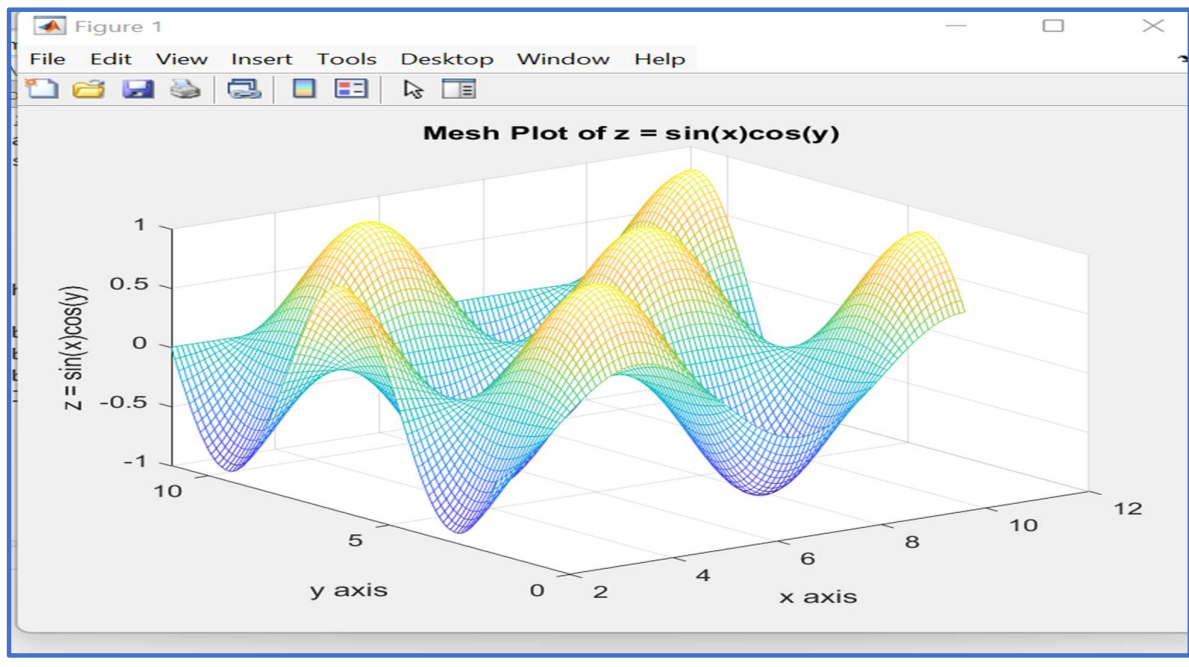 Figure 1
File Edit View Insert Tools Desktop Window Help
Mesh Plot of z = sin(x)cos(y)
1
0.5
0
-0.5
-1
z = sin(x)cos(y)
10
5
0
y axis
2
4
6
8
10
12
x axis